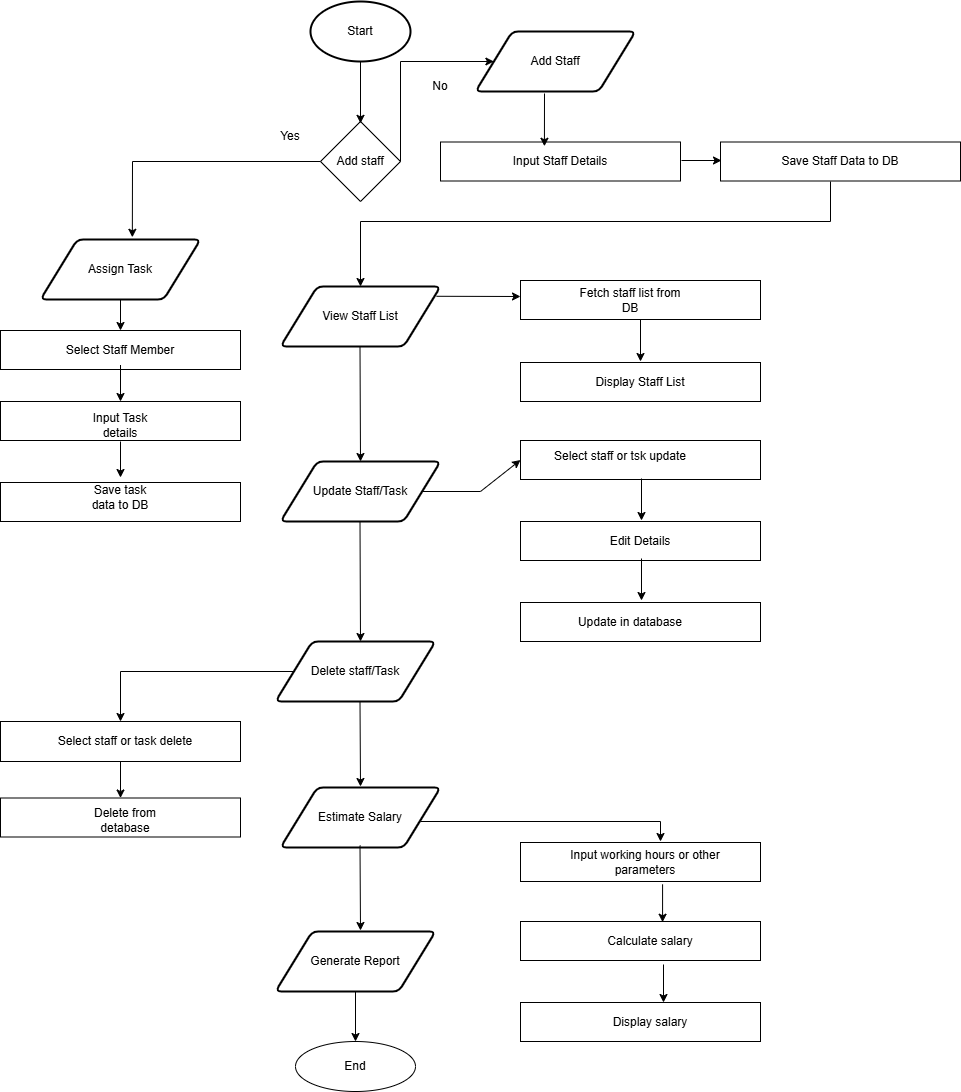 Start
Add Staff
No
Yes
Add staff
Input Staff Details
Save Staff Data to DB
Assign Task
View Staff List
Fetch staff list from
DB
Select Staff Member
Display Staff List
Input Task
details
Select staff or tsk update
Update Staff/Task
Save task
data to DB
Edit Details
Update in database
Delete staff/Task
Select staff or task delete
Delete from
detabase
Estimate Salary
Input working hours or other
parameters
Calculate salary
Generate Report
Display salary
End